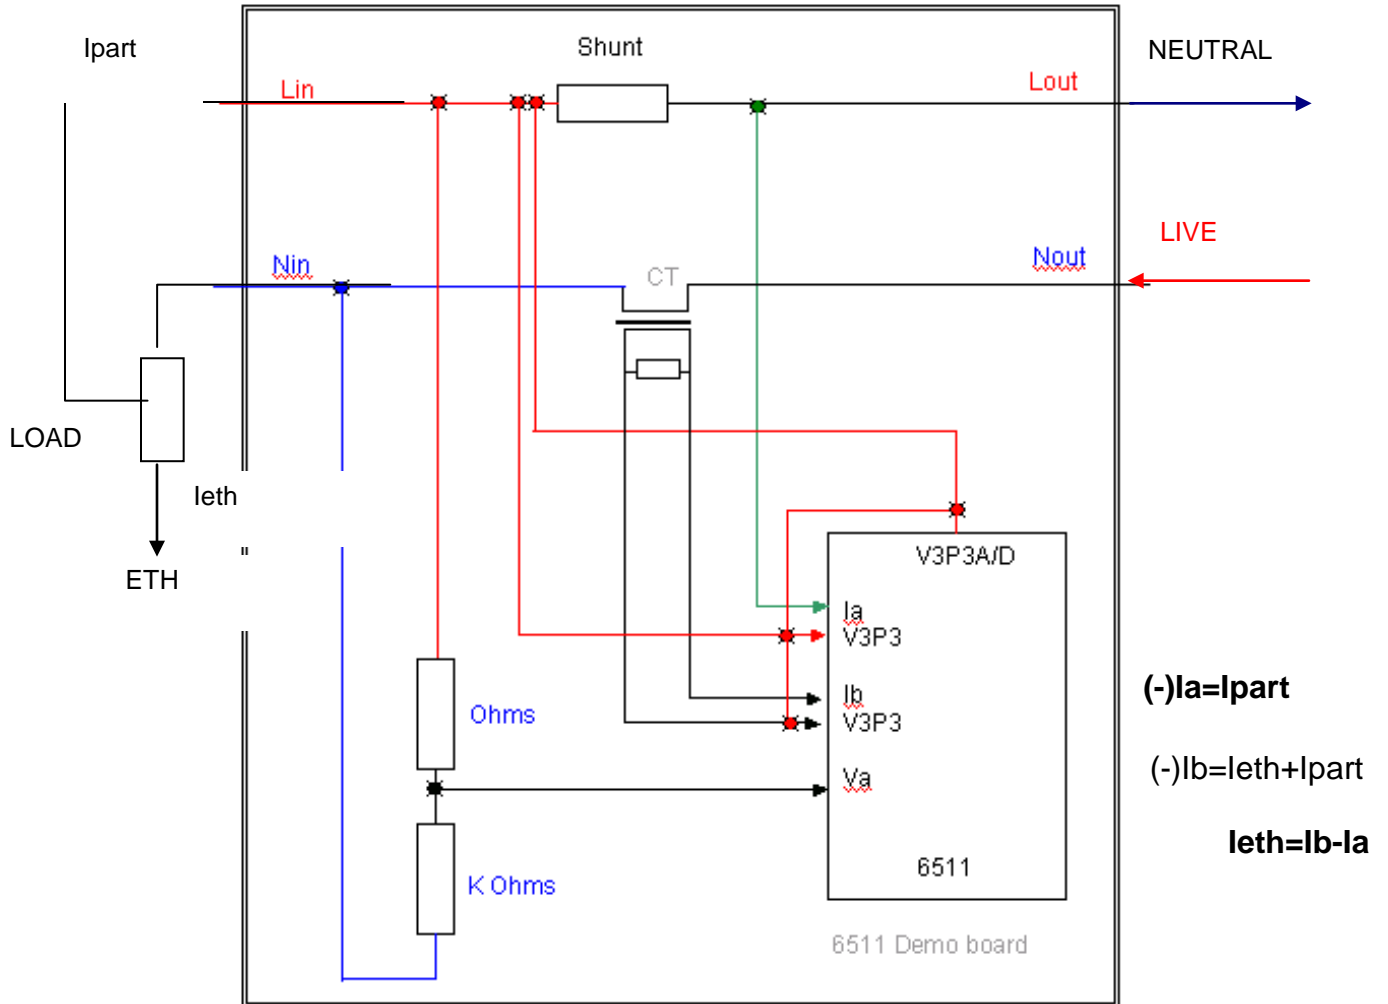 Ipart
Shunt
NEUTRAL
Lin
Lout
LIVE
Nin
CT
Nout
LOAD
Ieth
ETH
V3P3A/D
Ia
V3P3
Ib
V3P3
(-)Ia=Ipart
Ohms
(-)Ib=Ieth+Ipart
Va
Ieth=Ib-Ia
6511
K Ohms
6511 Demo board